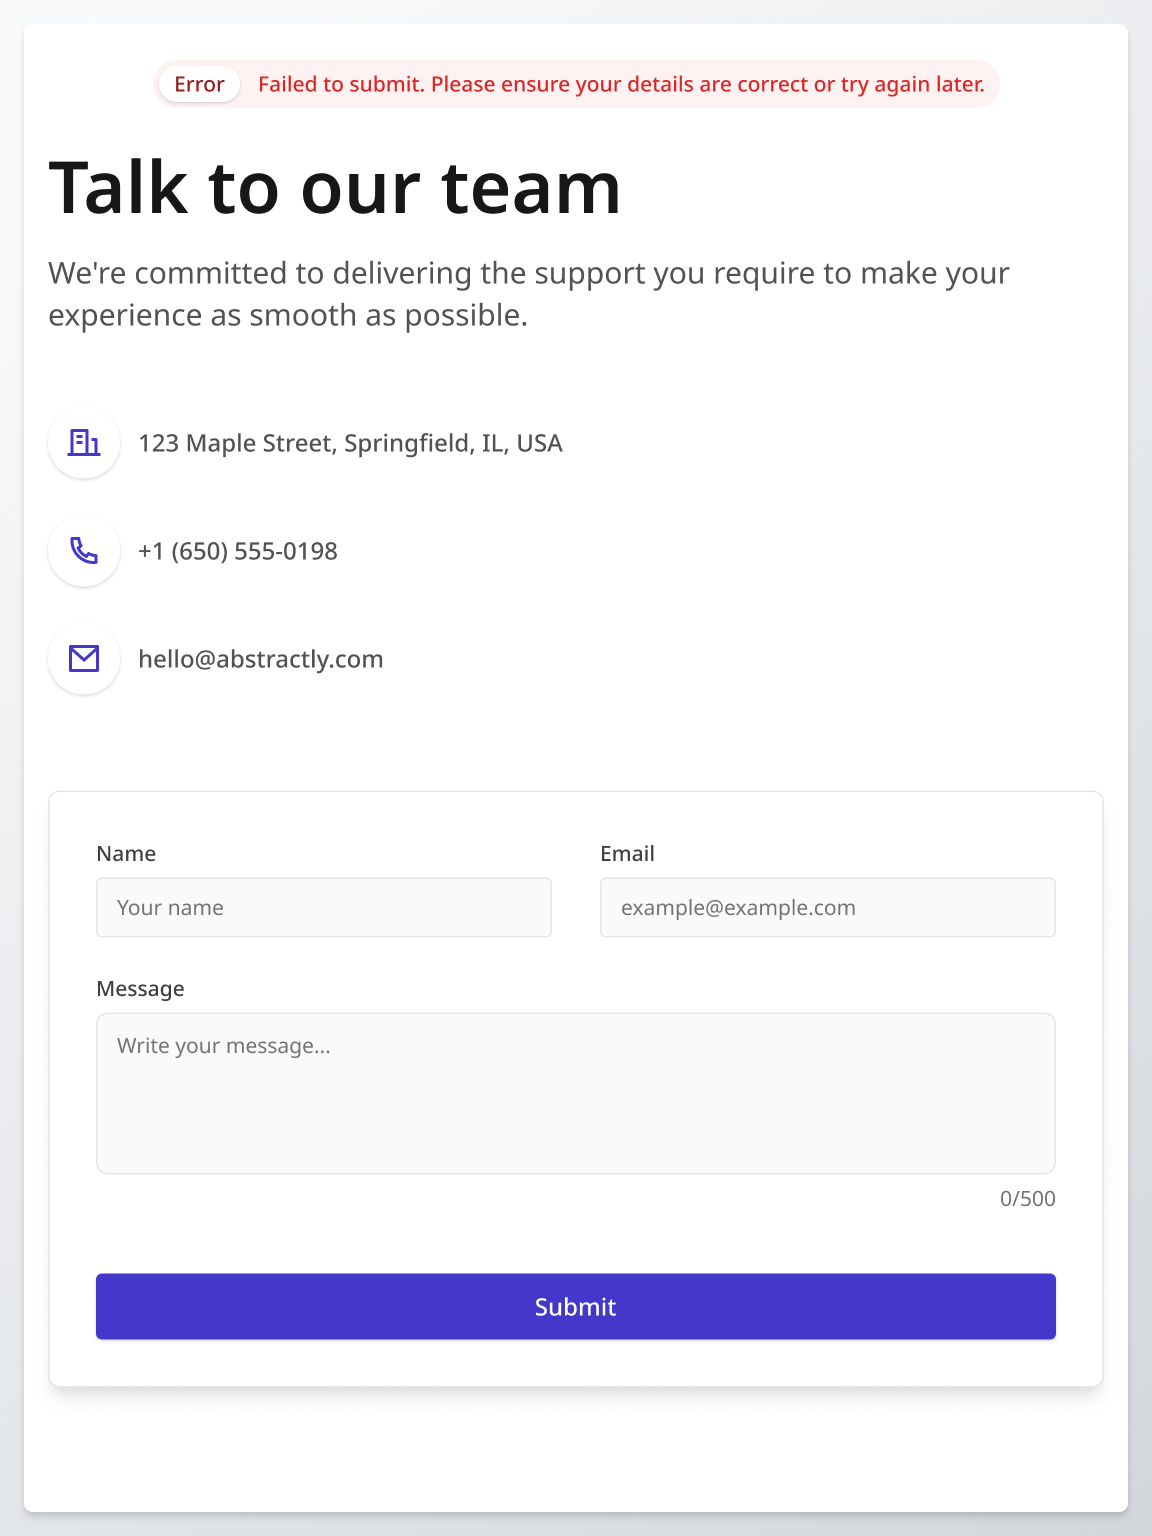 Error Failed to submit. Please ensure your details are correct or try again later.
Talk to our team
We're committed to delivering the support you require to make your
experience as smooth as possible.
123 Maple Street, Springfield, IL, USA
+1 (650) 555-0198
hello@abstractly.com
Name Email
Your name example@example.com
Message
Write your message...
0/500
Submit